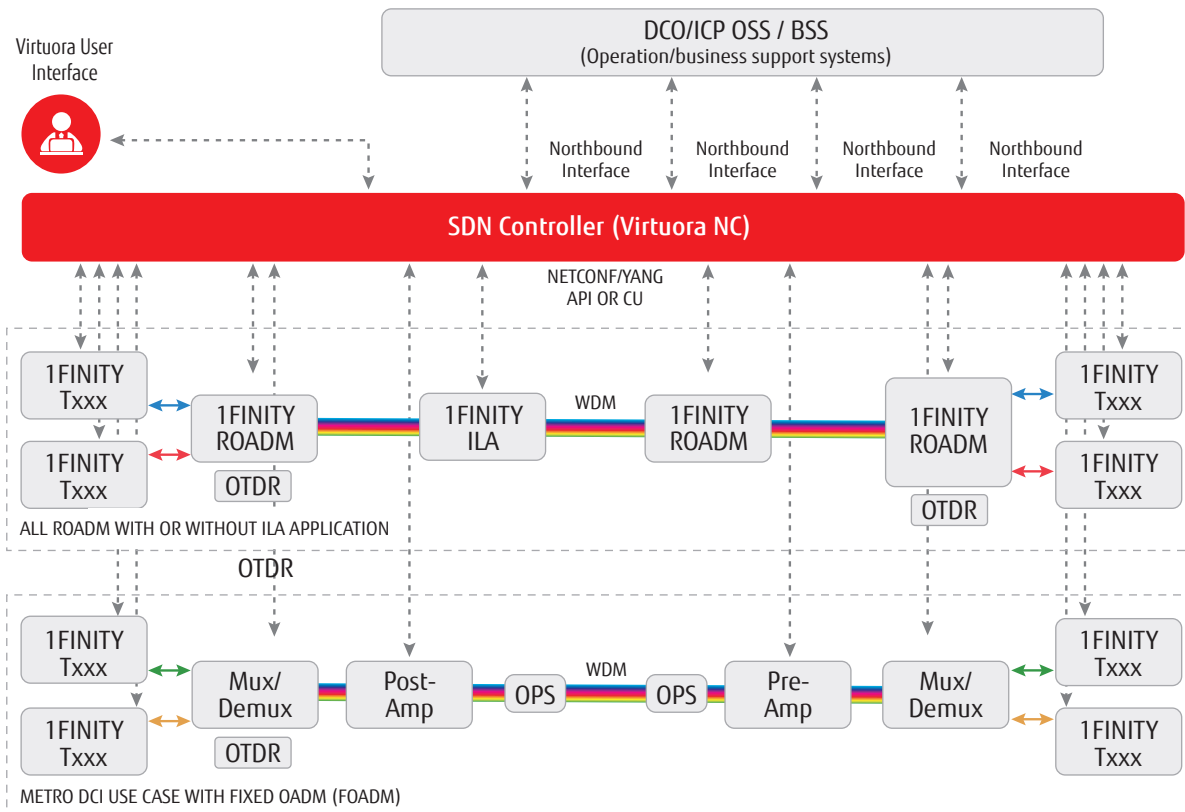 DCO/ICP OSS / BSS
(Operation/business support systems)
Virtuora User
Interface
Northbound
Interface
Northbound
Interface
Northbound
Interface
Northbound
Interface
SDN Controller (Virtuora NC)
NETCONF/YANG
API OR CU
1FINITY
Txxx
1FINITY
Txxx
1FINITY
ROADM
OTDR
1FINITY
ILA
WDM
1FINITY
ROADM
1FINITY
ROADM
OTDR
1FINITY
Txxx
1FINITY
Txxx
ALL ROADM WITH OR WITHOUT ILA APPLICATION
OTDR
1FINITY
Txxx
1FINITY
Txxx
Mux/
Demux
OTDR
Post-
Amp
OPS
WDM
OPS
Pre-
Amp
Mux/
Demux
1FINITY
Txxx
1FINITY
Txxx
METRO DCI USE CASE WITH FIXED OADM (FOADM)